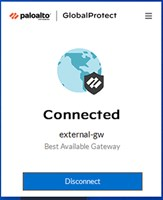 paloalto GlobalProtect
Connected
external-gw
Best Available Gateway
Disconnect